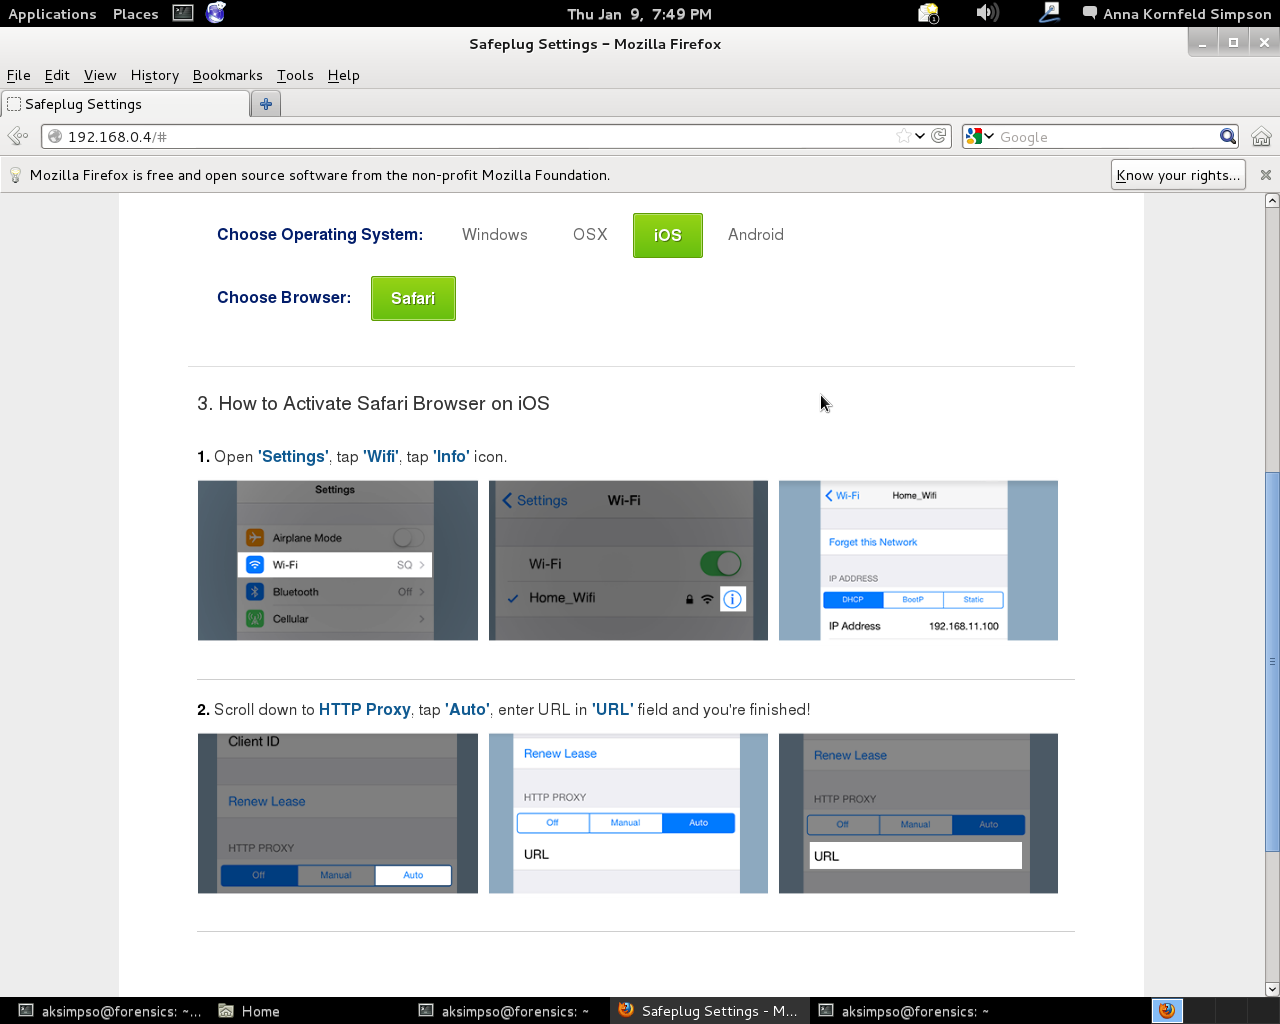 Applications Places Thu Jan 9, 7:49 PM Anna Kornfeld Simpson
Safeplug Settings – Mozilla Firefox
File Edit View History Bookmarks Tools Help
Safeplug Settings
192.168.0.4/# Google
Mozilla Firefox is free and open source software from the non-profit Mozilla Foundation. Know your rights...
Choose Operating System: Windows OSX iOS Android
Choose Browser: Safari
3. How to Activate Safari Browser on iOS
1. Open 'Settings', tap 'Wifi', tap 'Info' icon.
Settings
Airplane Mode
Wi-Fi SQ
Bluetooth Off
Cellular
Settings Wi-Fi
Wi-Fi
Home_Wifi
Wi-Fi Home_Wifi
Forget this Network
IP ADDRESS
DHCP BootP Static
IP Address 192.168.11.100
2. Scroll down to HTTP Proxy, tap 'Auto', enter URL in 'URL' field and you're finished!
Client ID
Renew Lease
HTTP PROXY
Off Manual Auto
Renew Lease
HTTP PROXY
Off Manual Auto
URL
Renew Lease
HTTP PROXY
Off Manual Auto
URL
aksimpso@forensics: ~... Home aksimpso@forensics: ~ Safeplug Settings - M... aksimpso@forensics: ~